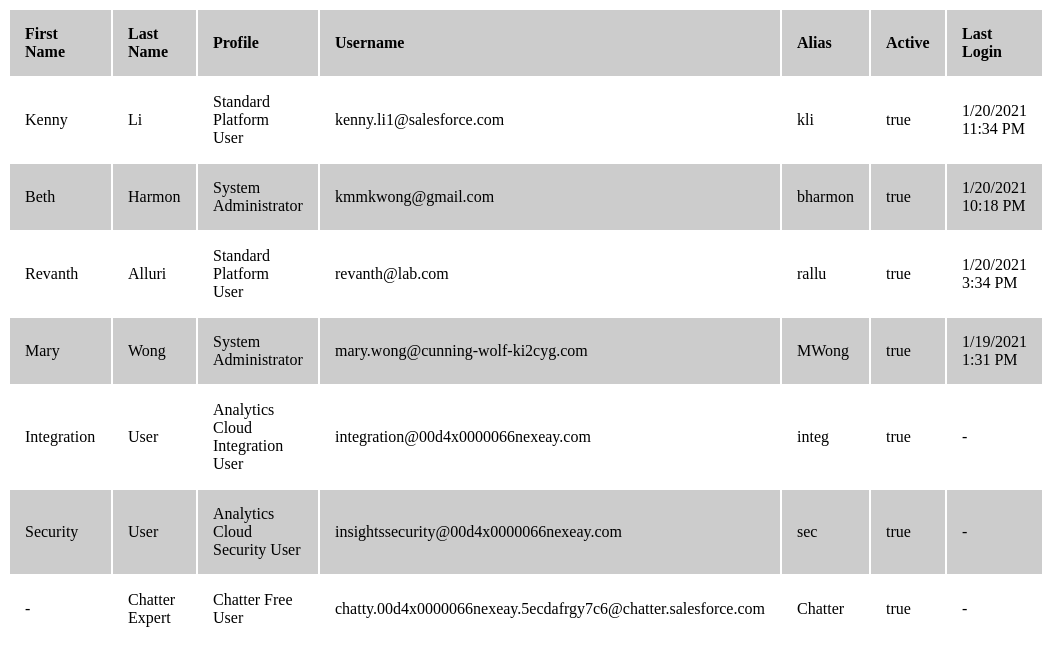 First Name
Last Name
Profile
Username
Alias
Active
Last Login
Kenny
Li
Standard
Platform
User
kenny.li1@salesforce.com
kli
true
1/20/2021
11:34 PM
Beth
Harmon
System
Administrator
kmmkwong@gmail.com
bharmon
true
1/20/2021
10:18 PM
Revanth
Alluri
Standard
Platform
User
revanth@lab.com
rallu
true
1/20/2021
3:34 PM
Mary
Wong
System
Administrator
mary.wong@cunning-wolf-ki2cyg.com
MWong
true
1/19/2021
1:31 PM
Integration
User
Analytics
Cloud
Integration
User
integration@00d4x0000066nexeay.com
integ
true
-
Security
User
Analytics
Cloud
Security User
insightssecurity@00d4x0000066nexeay.com
sec
true
-
-
Chatter
Expert
Chatter Free
User
chatty.00d4x0000066nexeay.5ecdafrgy7c6@chatter.salesforce.com
Chatter
true
-